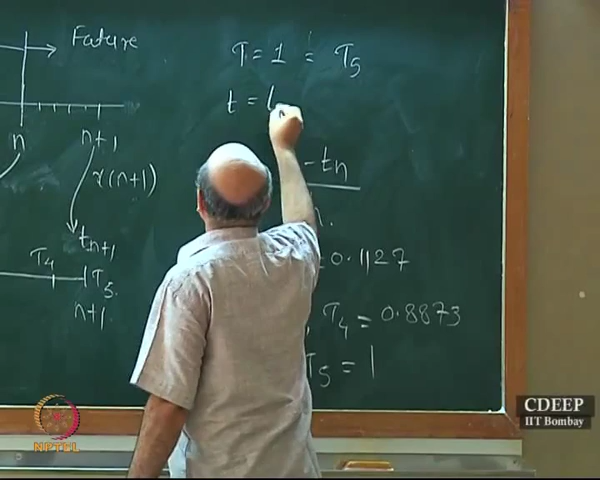 Future
τ = 1 = τ5
t = t
n
n+1
- tn
x(n+1)
tn+1
τ4
τ5
n+1
0.1127
, τ4 = 0.8873
τ5 = 1
CDEEP
IIT Bombay
NPTEL